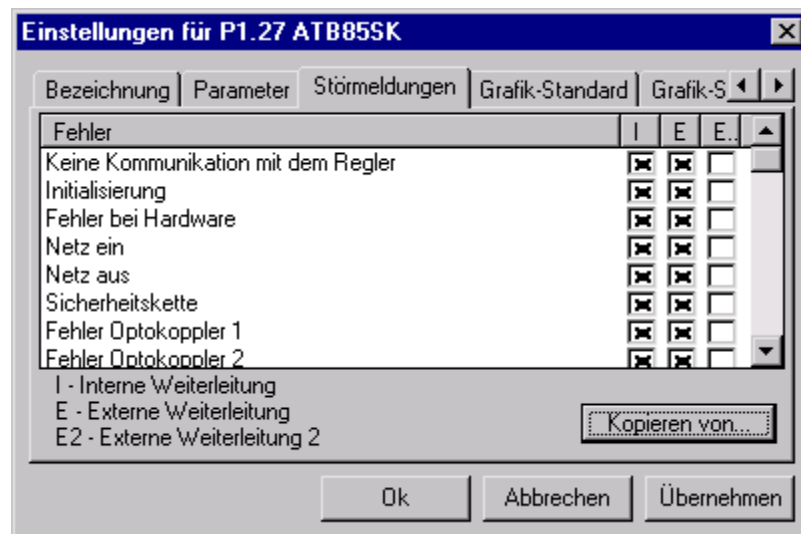 Einstellungen für P1.27 ATB85SK
Bezeichnung Parameter Störmeldungen Grafik-Standard Grafik-S
Fehler I E E..
Keine Kommunikation mit dem Regler
Initialisierung
Fehler bei Hardware
Netz ein
Netz aus
Sicherheitskette
Fehler Optokoppler 1
Fehler Optokoppler 2
I - Interne Weiterleitung
E - Externe Weiterleitung
E2 - Externe Weiterleitung 2
Kopieren von...
Ok Abbrechen Übernehmen